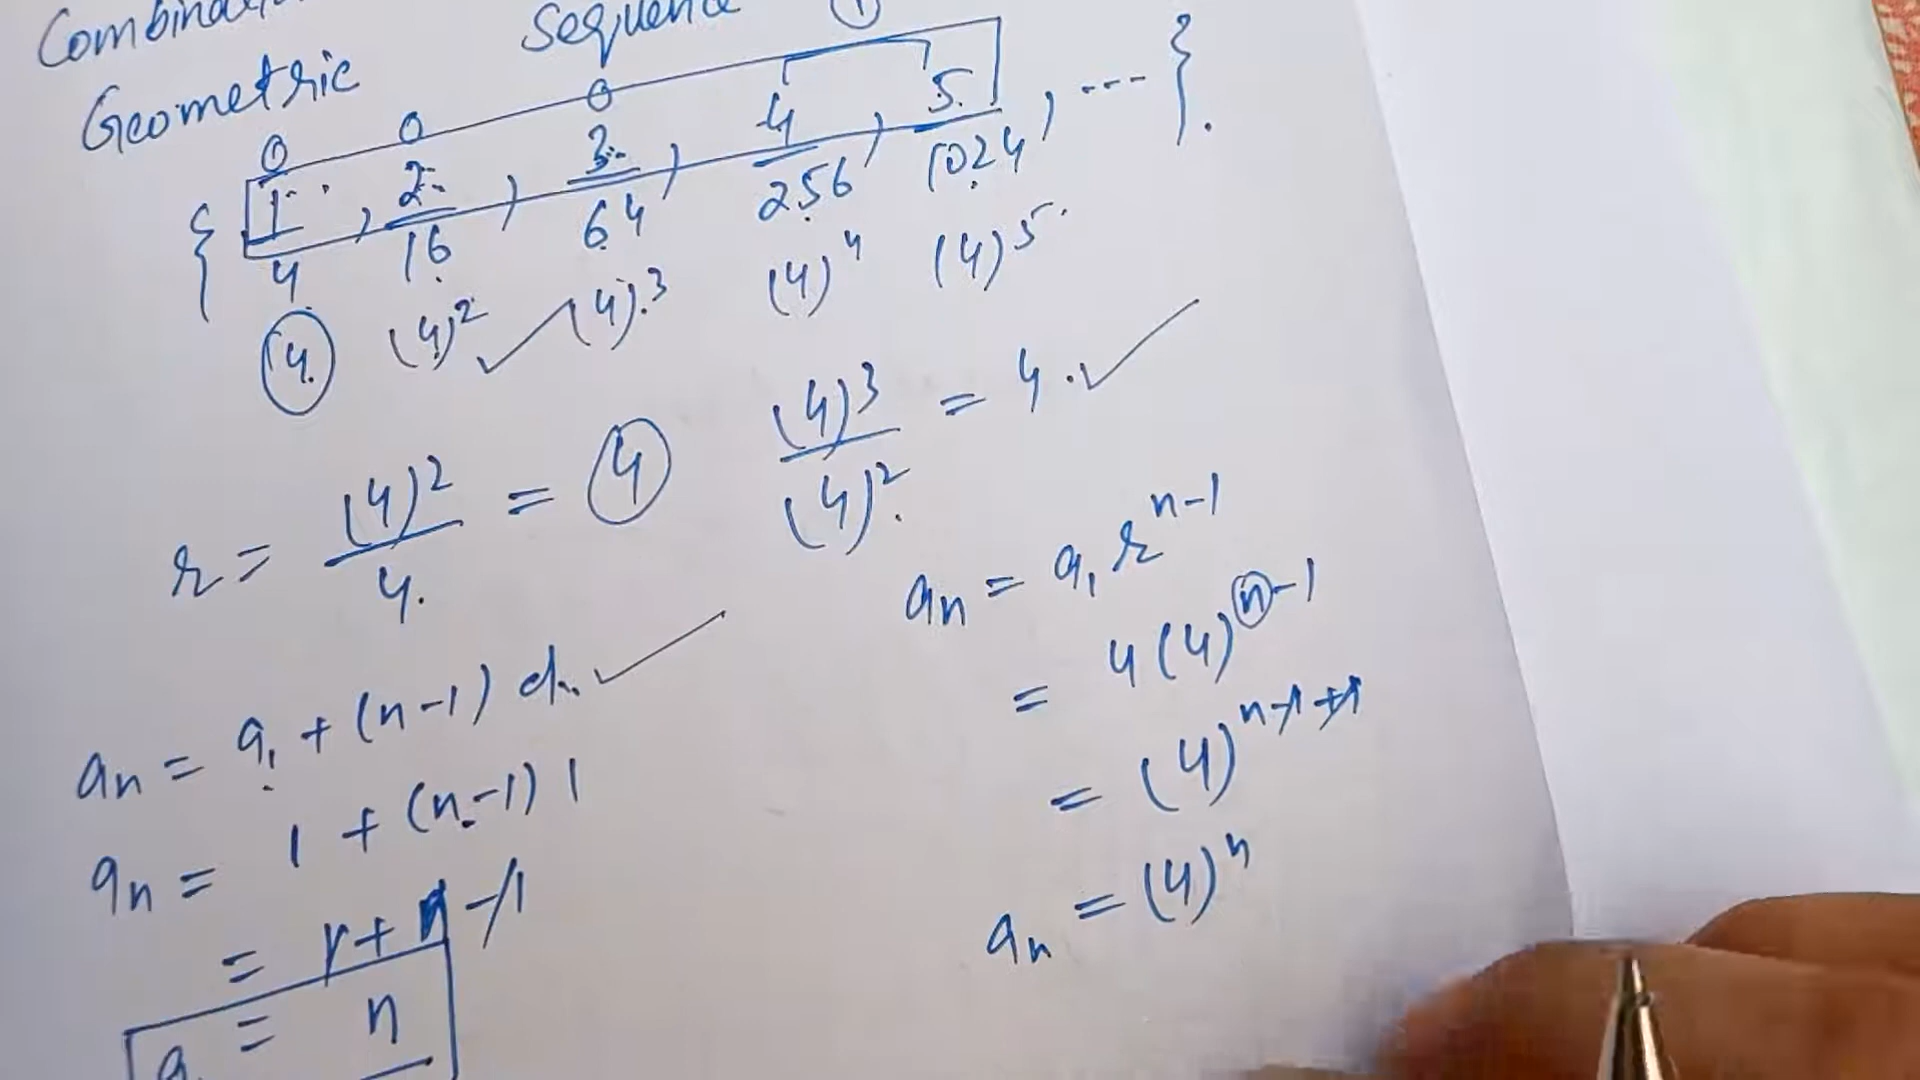 Combinat
Sequence 1
Geometric
{ 1/4, 2/16, 3/64, 4/256, 5/1024, ---- }.
4. (4)^2 (4)^3 (4)^4 (4)^5
r = (4)^2/4. = 4 (4)^3/(4)^2. = 4.
an = a1 r^n-1
= 4(4)^n-1
= (4)^n-1+1
an = (4)^n
an = a1 + (n-1) d.
an = 1 + (n-1) 1
= 1 + n - 1
a = n